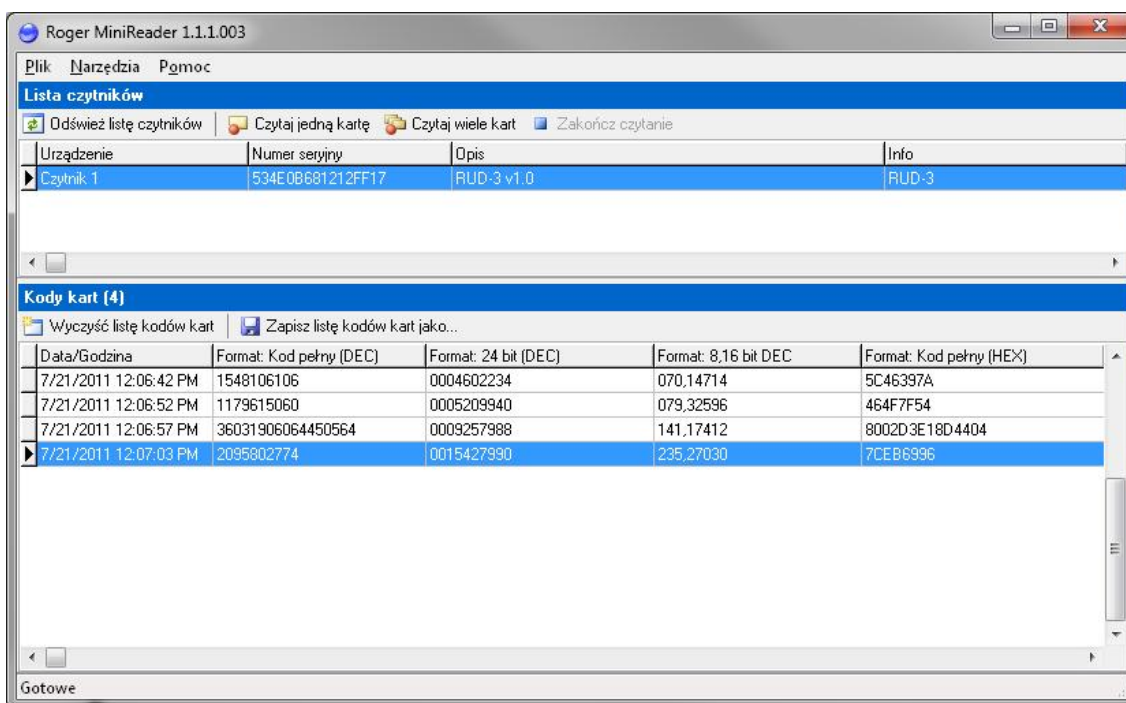 Roger MiniReader 1.1.1.003
Plik Narzędzia Pomoc
Lista czytników
Odśwież listę czytników Czytaj jedną kartę Czytaj wiele kart Zakończ czytanie
Urządzenie Numer seryjny Opis Info
Czytnik 1 534E0B681212FF17 RUD-3 v1.0 RUD-3
Kody kart (4)
Wyczyść listę kodów kart Zapisz listę kodów kart jako...
Data/Godzina Format: Kod pełny (DEC) Format: 24 bit (DEC) Format: 8,16 bit DEC Format: Kod pełny (HEX)
7/21/2011 12:06:42 PM 1548106106 0004602234 070,14714 5C46397A
7/21/2011 12:06:52 PM 1179615060 0005209940 079,32596 464F7F54
7/21/2011 12:06:57 PM 36031906064450564 0009257988 141,17412 8002D3E18D4404
7/21/2011 12:07:03 PM 2095802774 0015427990 235,27030 7CEB6996
Gotowe